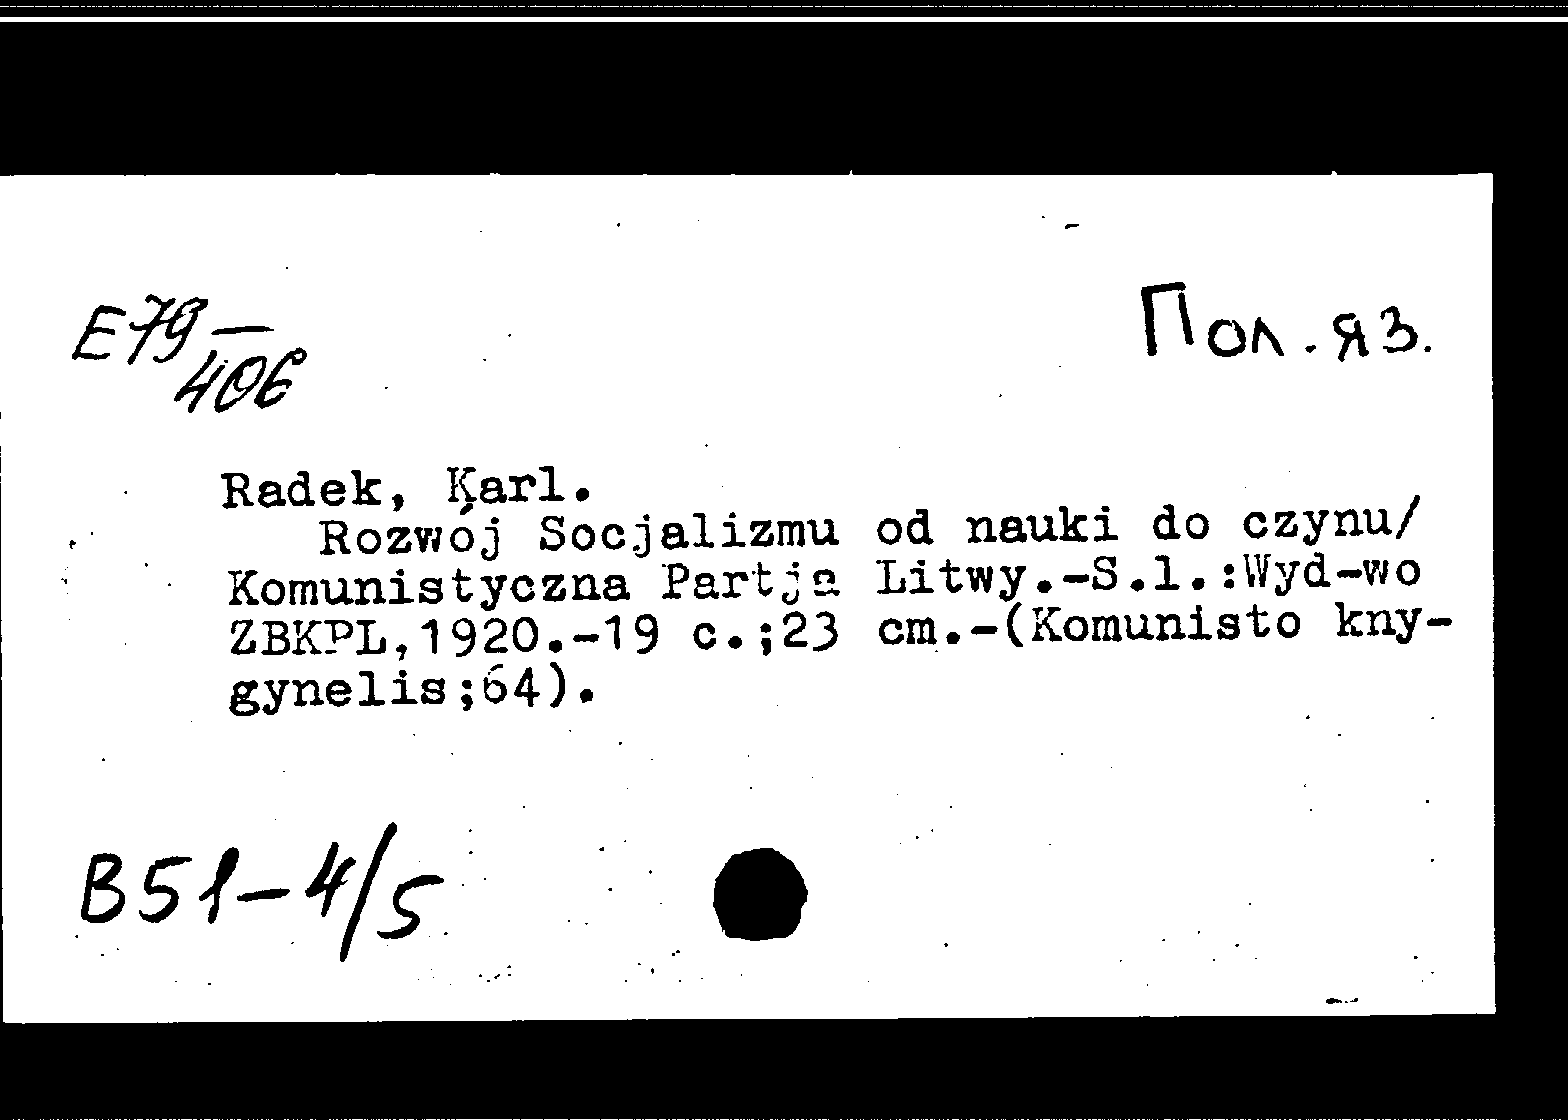 E79-
406
Пол.яз.
Radek, Karl.
Rozwój Socjalizmu od nauki do czynu/
Komunistyczna Partja Litwy.-S.l.:Wyd-wo
ZBKPL,1920.-19 c.;23 cm.-(Komunisto kny-
gynelis;64).
B51-4/5